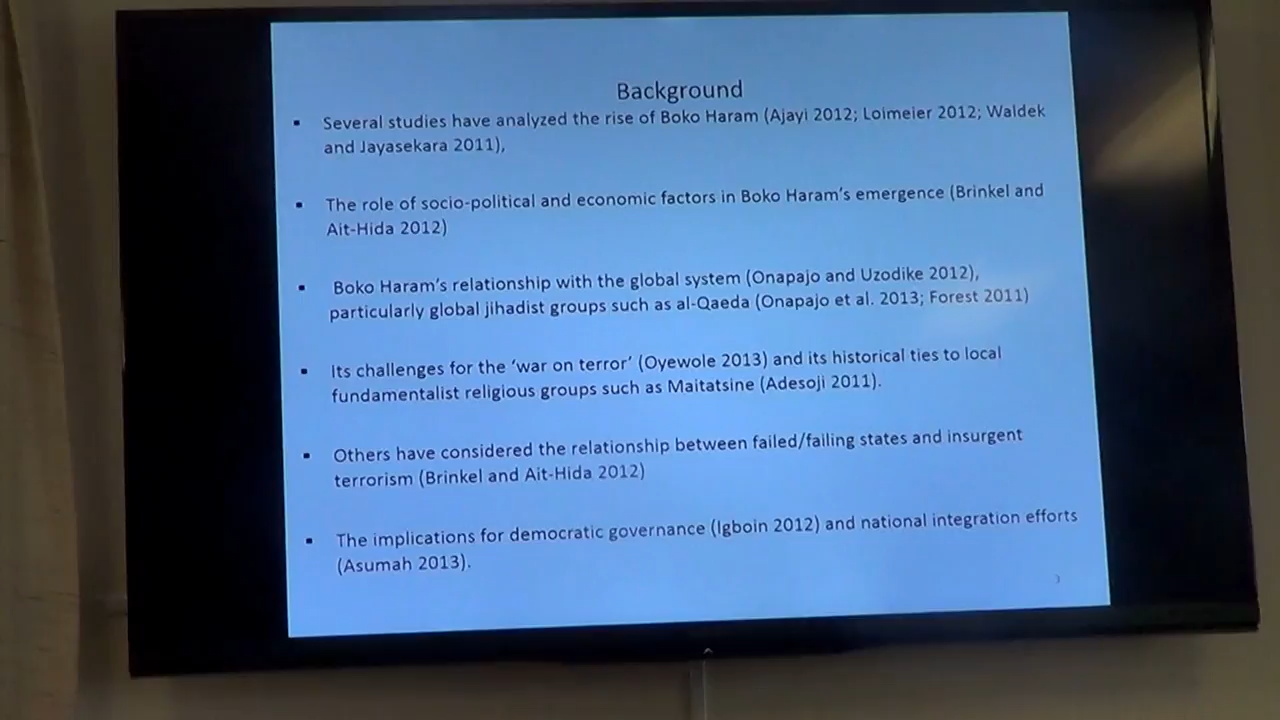 Background
▪ Several studies have analyzed the rise of Boko Haram (Ajayi 2012; Loimeier 2012; Waldek
and Jayasekara 2011),
▪ The role of socio-political and economic factors in Boko Haram's emergence (Brinkel and
Ait-Hida 2012)
▪ Boko Haram's relationship with the global system (Onapajo and Uzodike 2012),
particularly global jihadist groups such as al-Qaeda (Onapajo et al. 2013; Forest 2011)
▪ Its challenges for the 'war on terror' (Oyewole 2013) and its historical ties to local
fundamentalist religious groups such as Maitatsine (Adesoji 2011).
▪ Others have considered the relationship between failed/failing states and insurgent
terrorism (Brinkel and Ait-Hida 2012)
▪ The implications for democratic governance (Igboin 2012) and national integration efforts
(Asumah 2013).
3